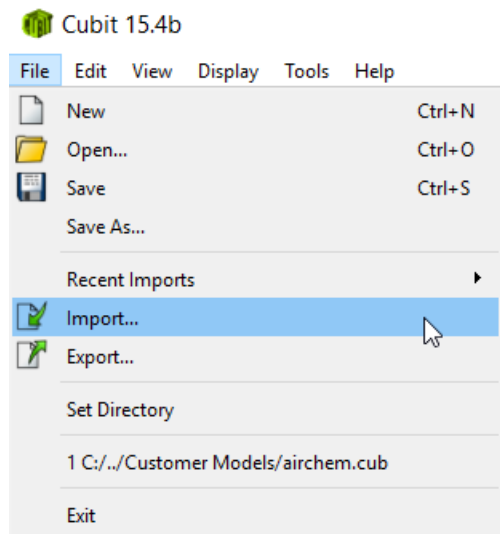 Cubit 15.4b
File Edit View Display Tools Help
New Ctrl+N
Open... Ctrl+O
Save Ctrl+S
Save As...
Recent Imports
Import...
Export...
Set Directory
1 C:/../Customer Models/airchem.cub
Exit